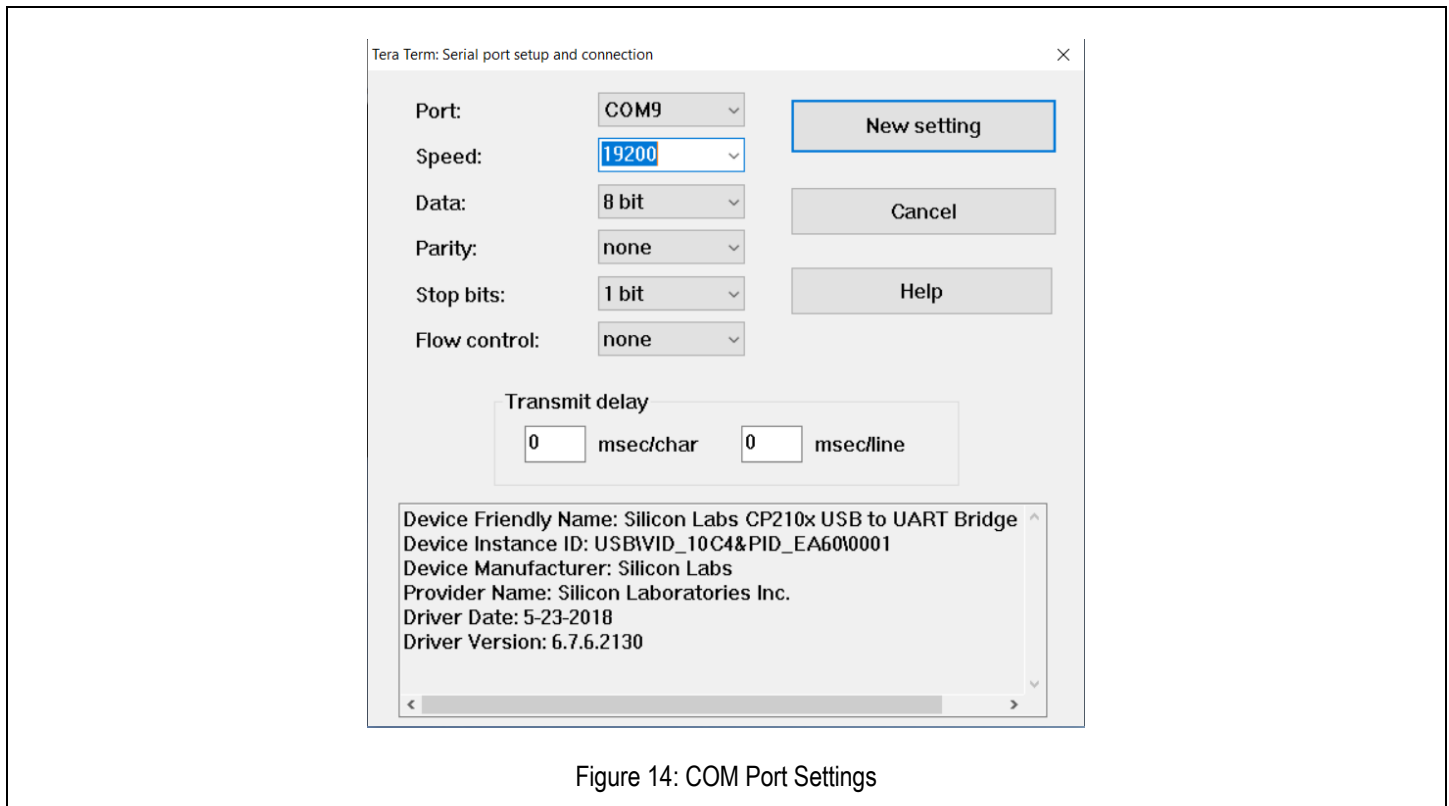 Tera Term: Serial port setup and connection
Port: COM9
New setting
Speed: 19200
Data: 8 bit
Cancel
Parity: none
Stop bits: 1 bit
Help
Flow control: none
Transmit delay
0 msec/char 0 msec/line
Device Friendly Name: Silicon Labs CP210x USB to UART Bridge
Device Instance ID: USB\VID_10C4&PID_EA60\0001
Device Manufacturer: Silicon Labs
Provider Name: Silicon Laboratories Inc.
Driver Date: 5-23-2018
Driver Version: 6.7.6.2130
Figure 14: COM Port Settings